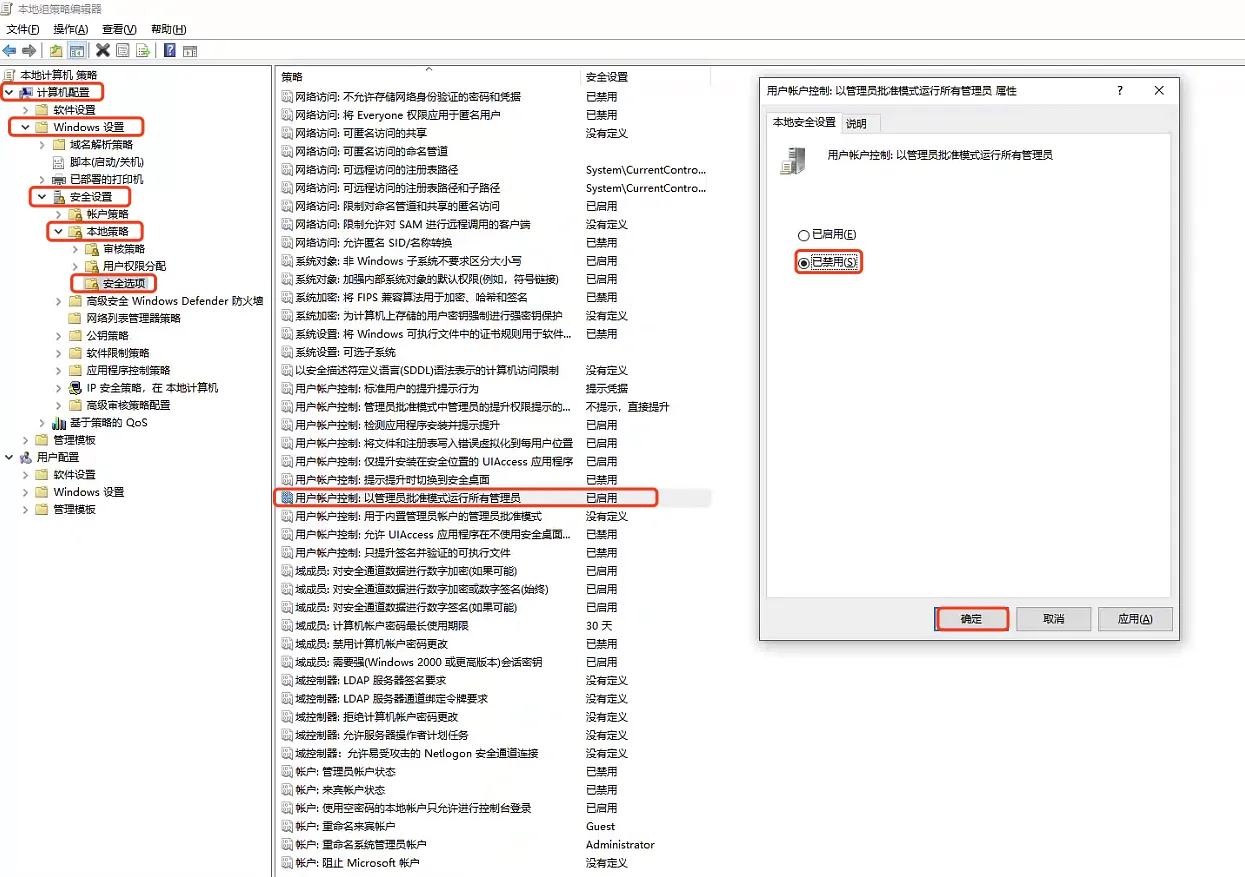 本地组策略编辑器
文件(F) 操作(A) 查看(V) 帮助(H)
本地计算机 策略
计算机配置
软件设置
Windows 设置
域名解析策略
脚本(启动/关机)
已部署的打印机
安全设置
帐户策略
本地策略
审核策略
用户权限分配
安全选项
高级安全 Windows Defender 防火墙
网络列表管理器策略
公钥策略
软件限制策略
应用程序控制策略
IP 安全策略，在 本地计算机
高级审核策略配置
基于策略的 QoS
管理模板
用户配置
软件设置
Windows 设置
管理模板
策略 安全设置
网络访问: 不允许存储网络身份验证的密码和凭据 已禁用
网络访问: 将 Everyone 权限应用于匿名用户 已禁用
网络访问: 可匿名访问的共享 没有定义
网络访问: 可匿名访问的命名管道
网络访问: 可远程访问的注册表路径 System\CurrentContro...
网络访问: 可远程访问的注册表路径和子路径 System\CurrentContro...
网络访问: 限制对命名管道和共享的匿名访问 已启用
网络访问: 限制允许对 SAM 进行远程调用的客户端 没有定义
网络访问: 允许匿名 SID/名称转换 已禁用
系统对象: 非 Windows 子系统不要求区分大小写 已启用
系统对象: 加强内部系统对象的默认权限(例如，符号链接) 已启用
系统加密: 将 FIPS 兼容算法用于加密、哈希和签名 已禁用
系统加密: 为计算机上存储的用户密钥强制进行强密钥保护 没有定义
系统设置: 将 Windows 可执行文件中的证书规则用于软件... 已禁用
系统设置: 可选子系统
以安全描述符定义语言(SDDL)语法表示的计算机访问限制 没有定义
用户帐户控制: 标准用户的提升提示行为 提示凭据
用户帐户控制: 管理员批准模式中管理员的提升权限提示的... 不提示，直接提升
用户帐户控制: 检测应用程序安装并提示提升 已启用
用户帐户控制: 将文件和注册表写入错误虚拟化到每用户位置 已启用
用户帐户控制: 仅提升安装在安全位置的 UIAccess 应用程序 已启用
用户帐户控制: 提示提升时切换到安全桌面 已禁用
用户帐户控制: 以管理员批准模式运行所有管理员 已启用
用户帐户控制: 用于内置管理员帐户的管理员批准模式 没有定义
用户帐户控制: 允许 UIAccess 应用程序在不使用安全桌面... 已禁用
用户帐户控制: 只提升签名并验证的可执行文件 已禁用
域成员: 对安全通道数据进行数字加密(如果可能) 已启用
域成员: 对安全通道数据进行数字加密或数字签名(始终) 已启用
域成员: 对安全通道数据进行数字签名(如果可能) 已启用
域成员: 计算机帐户密码最长使用期限 30 天
域成员: 禁用计算机帐户密码更改 已禁用
域成员: 需要强(Windows 2000 或更高版本)会话密钥 已启用
域控制器: LDAP 服务器签名要求 没有定义
域控制器: LDAP 服务器通道绑定令牌要求 没有定义
域控制器: 拒绝计算机帐户密码更改 没有定义
域控制器: 允许服务器操作者计划任务 没有定义
域控制器：允许易受攻击的 Netlogon 安全通道连接 没有定义
帐户: 管理员帐户状态 已禁用
帐户: 来宾帐户状态 已禁用
帐户: 使用空密码的本地帐户只允许进行控制台登录 已启用
帐户: 重命名来宾帐户 Guest
帐户: 重命名系统管理员帐户 Administrator
帐户: 阻止 Microsoft 帐户 没有定义
用户帐户控制: 以管理员批准模式运行所有管理员 属性 ?
本地安全设置 说明
用户帐户控制: 以管理员批准模式运行所有管理员
已启用(E)
已禁用(S)
确定 取消 应用(A)